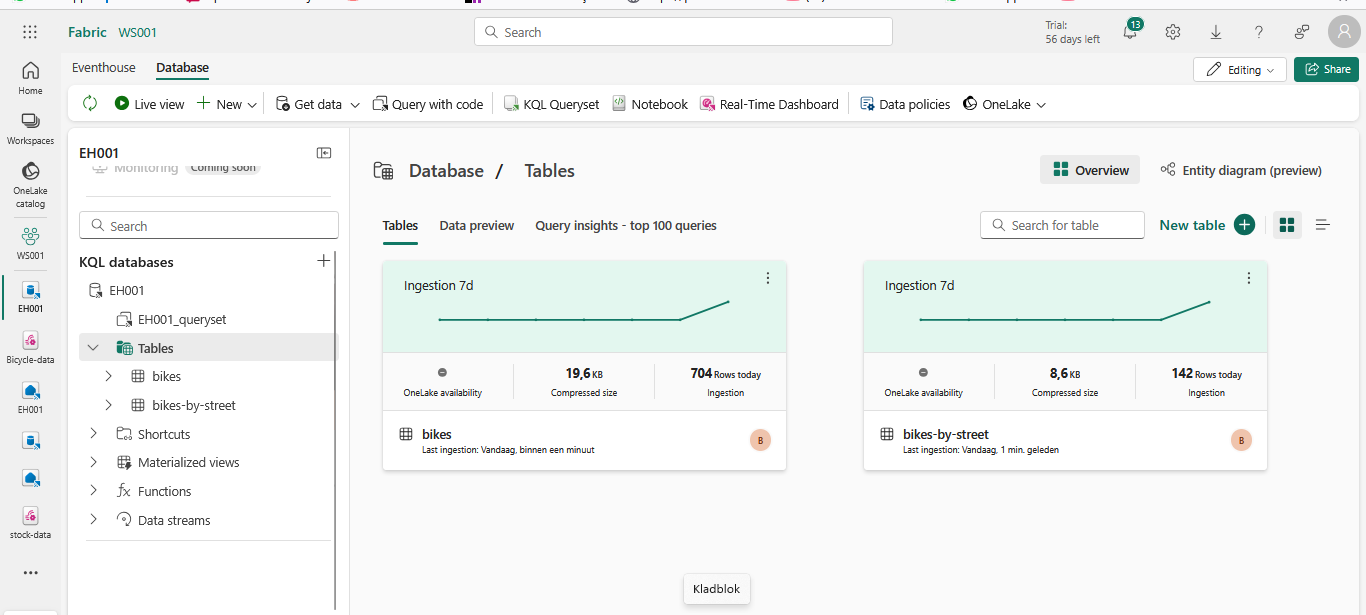 Fabric WS001
Search
Trial:
56 days left
13
Eventhouse Database
Editing
Share
Home
Workspaces
OneLake
catalog
WS001
EH001
Bicycle-data
EH001
stock-data
Live view New Get data Query with code KQL Queryset Notebook Real-Time Dashboard Data policies OneLake
EH001
Monitoring Coming soon
Search
KQL databases
EH001
EH001_queryset
Tables
bikes
bikes-by-street
Shortcuts
Materialized views
Functions
Data streams
Database / Tables
Overview Entity diagram (preview)
Tables Data preview Query insights - top 100 queries
Search for table New table
Ingestion 7d
19,6 KB 704 Rows today
OneLake availability Compressed size Ingestion
bikes
Last ingestion: Vandaag, binnen een minuut
B
Ingestion 7d
8,6 KB 142 Rows today
OneLake availability Compressed size Ingestion
bikes-by-street
Last ingestion: Vandaag, 1 min. geleden
B
Kladblok